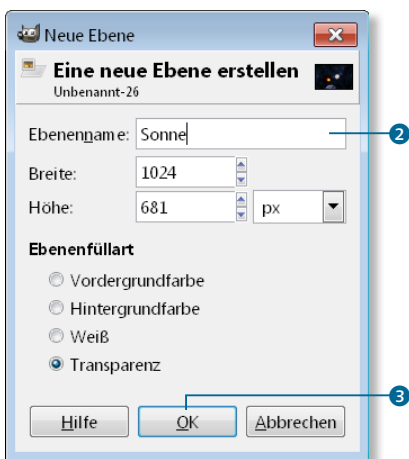 Neue Ebene
Eine neue Ebene erstellen
Unbenannt-26
Ebenenname: Sonne 2
Breite: 1024
Höhe: 681 px
Ebenenfüllart
Vordergrundfarbe
Hintergrundfarbe
Weiß
Transparenz
3
Hilfe OK Abbrechen